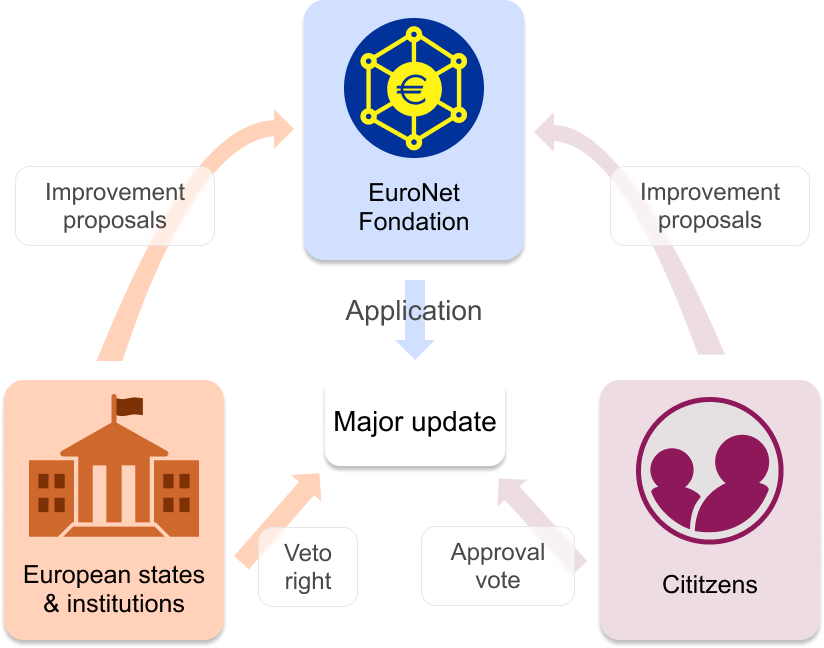 €
EuroNet
Fondation
Improvement
proposals
Improvement
proposals
Application
Major update
Veto
right
Approval
vote
European states
& institutions
Cititzens